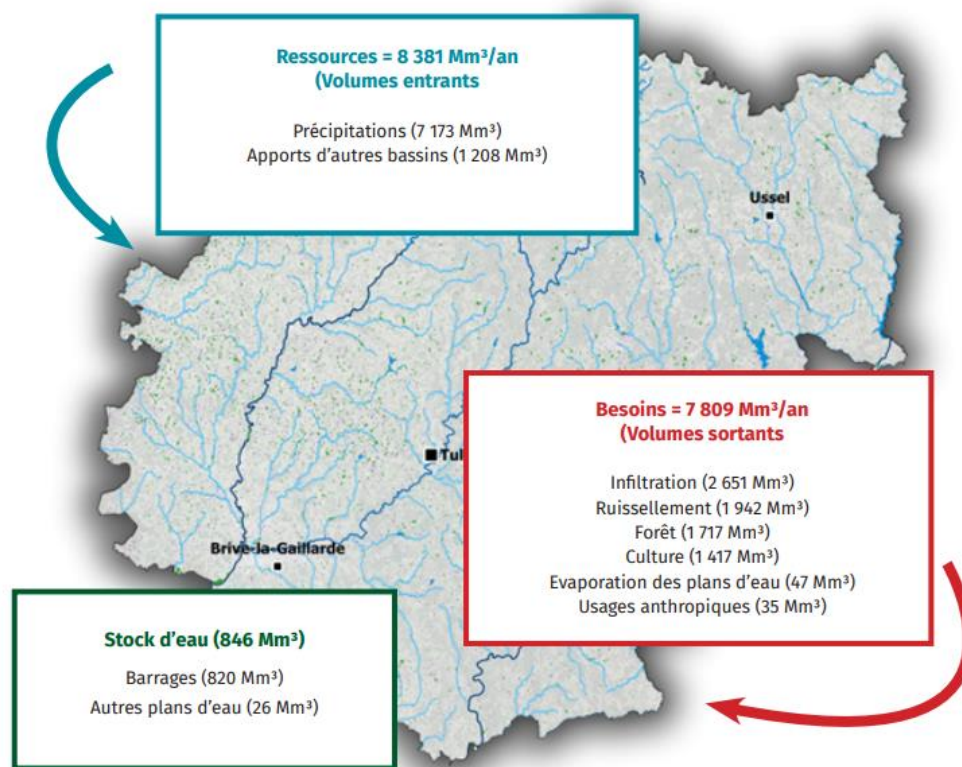 Ressources = 8 381 Mm³/an
(Volumes entrants
Précipitations (7 173 Mm³)
Apports d'autres bassins (1 208 Mm³)
Ussel
Besoins = 7 809 Mm³/an
(Volumes sortants
Infiltration (2 651 Mm³)
Ruissellement (1 942 Mm³)
Forêt (1 717 Mm³)
Culture (1 417 Mm³)
Evaporation des plans d'eau (47 Mm³)
Usages anthropiques (35 Mm³)
Tul
Brive-la-Gaillarde
Stock d'eau (846 Mm³)
Barrages (820 Mm³)
Autres plans d'eau (26 Mm³)